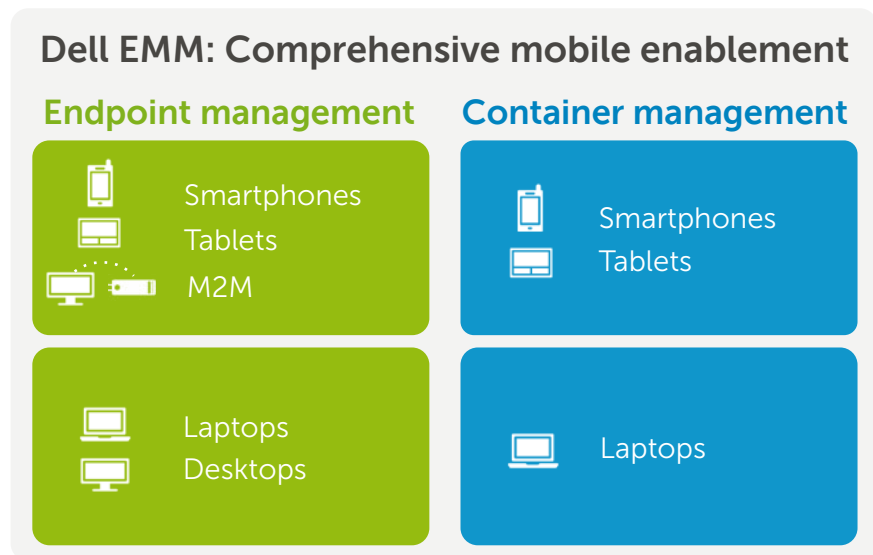 Dell EMM: Comprehensive mobile enablement
Endpoint management
Smartphones
Tablets
M2M
Laptops
Desktops
Container management
Smartphones
Tablets
Laptops